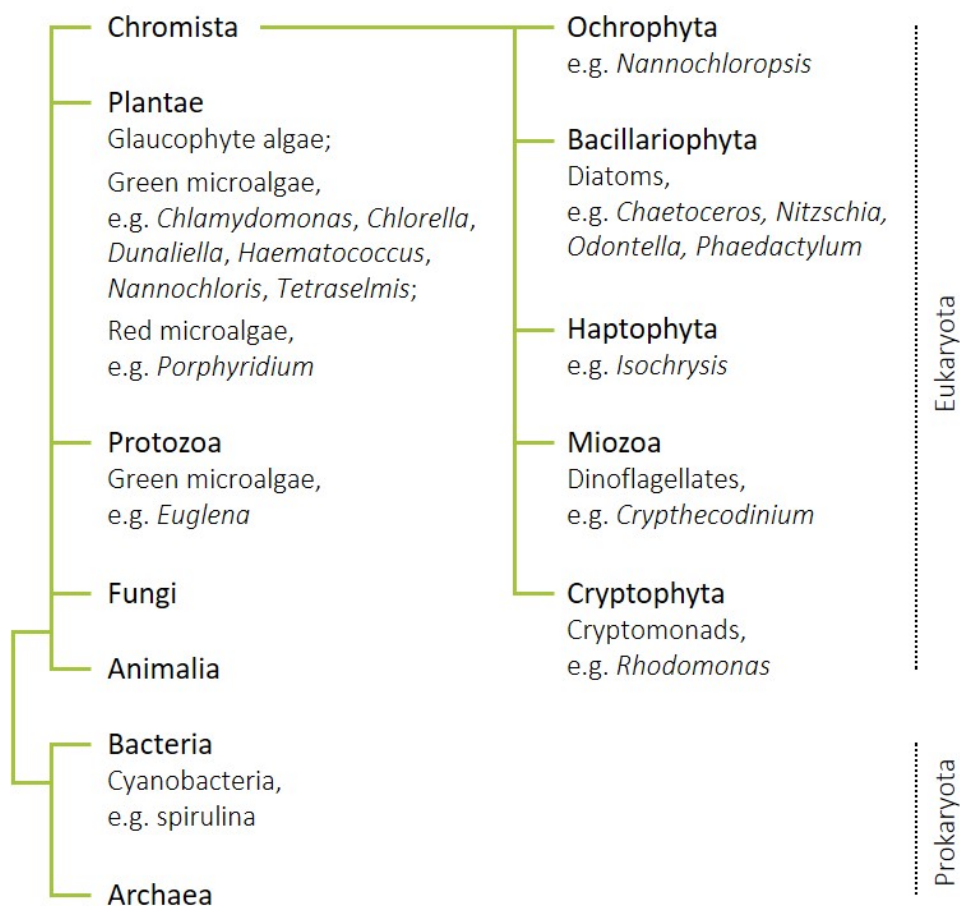 Chromista
Plantae
Glaucophyte algae;
Green microalgae,
e.g. Chlamydomonas, Chlorella,
Dunaliella, Haematococcus,
Nannochloris, Tetraselmis;
Red microalgae,
e.g. Porphyridium
Protozoa
Green microalgae,
e.g. Euglena
Fungi
Animalia
Bacteria
Cyanobacteria,
e.g. spirulina
Archaea
Ochrophyta
e.g. Nannochloropsis
Bacillariophyta
Diatoms,
e.g. Chaetoceros, Nitzschia,
Odontella, Phaedactylum
Haptophyta
e.g. Isochrysis
Miozoa
Dinoflagellates,
e.g. Crypthecodinium
Cryptophyta
Cryptomonads,
e.g. Rhodomonas
Eukaryota
Prokaryota